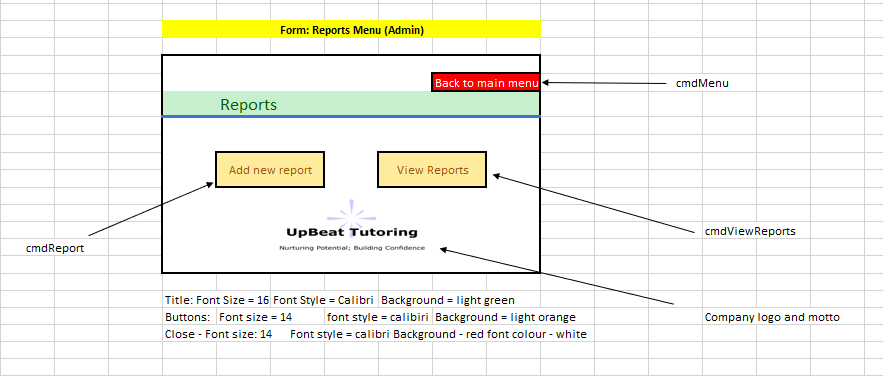 Form: Reports Menu (Admin)
Back to main menu
cmdMenu
Reports
Add new report
View Reports
UpBeat Tutoring
Nurturing Potential; Building Confidence
cmdViewReports
cmdReport
Title: Font Size = 16 Font Style = Calibri Background = light green
Buttons: Font size = 14 font style = calibiri Background = light orange
Company logo and motto
Close - Font size: 14 Font style = calibri Background - red font colour - white